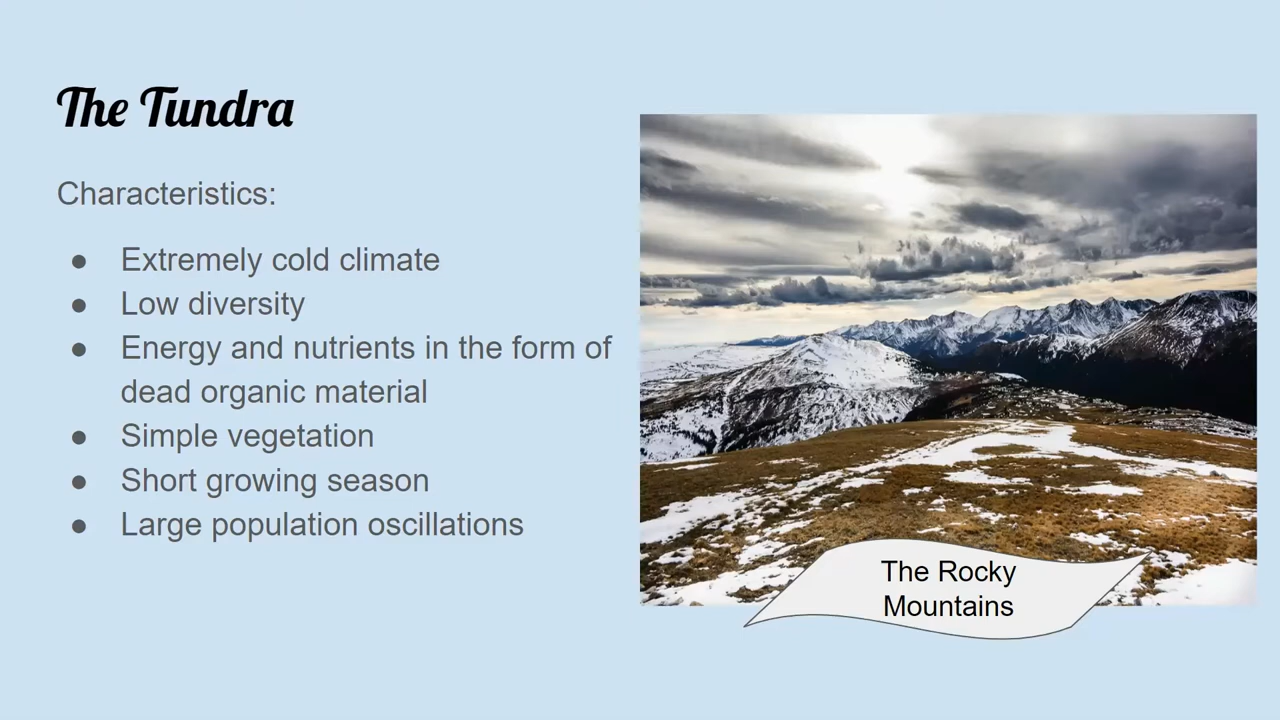 The Tundra
Characteristics:
● Extremely cold climate
● Low diversity
● Energy and nutrients in the form of
dead organic material
● Simple vegetation
● Short growing season
● Large population oscillations
The Rocky
Mountains